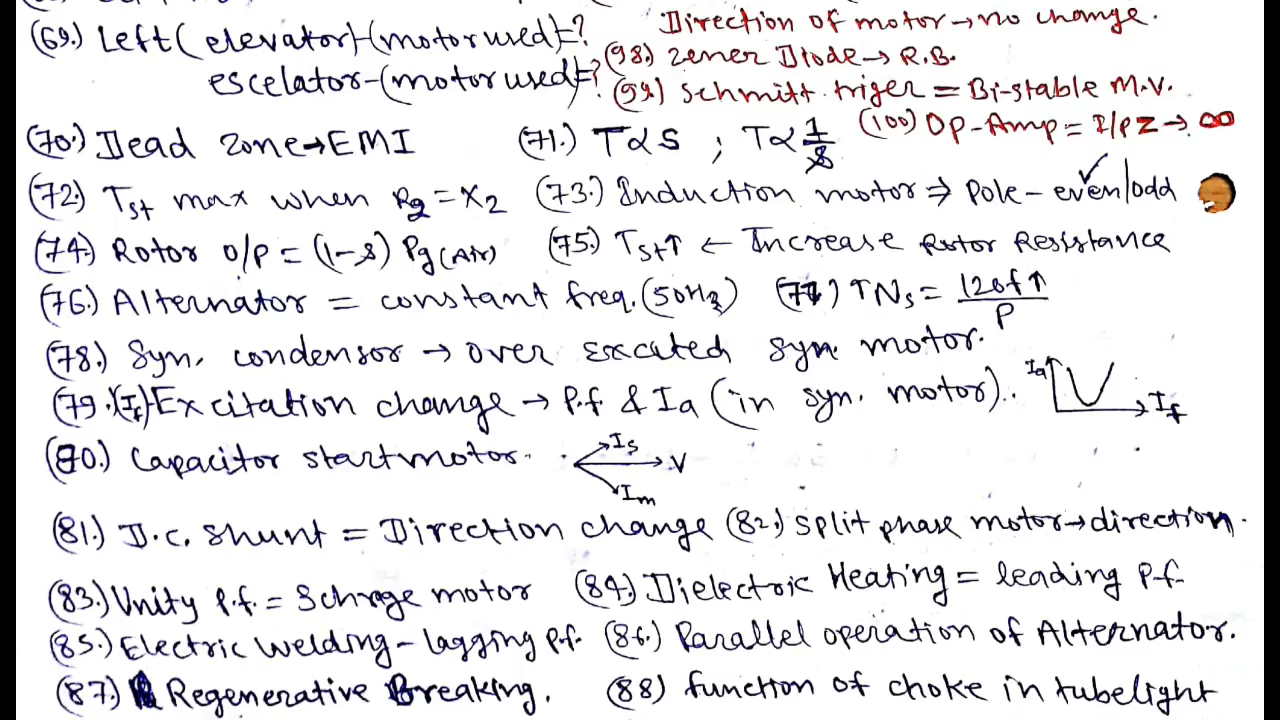 (69.) Left (elevator)-(motor used)=? Direction of motor → no change.
escelator-(motor used)=? (98.) Zener Diode → R.B.
(99.) Schmitt triger = Bi-stable M.V.
(70.) Dead zone → EMI (71.) T∝S ; T∝1/s (100) Op-Amp = I/P Z → ∞
(72.) Tst max when R2 = X2 (73.) Induction motor ⇒ Pole - even/odd
(74.) Rotor O/P = (1-s) Pg (Air) (75.) Tst↑ ← Increase Rotor Resistance
(76.) Alternator = constant freq. (50Hz) (77.) ↑Ns = 120f↑/P
(78.) Syn. condensor → over excated syn. motor.
(79.) (If) Excitation change → P.f & Ia (in syn. motor). Ia If
(80.) Capacitor start motor. Is V Im
(81.) D.c. shunt = Direction change (82.) split phase motor → direction.
(83.) Unity P.f. = Schrage motor (84.) Dielectric Heating = leading P.f.
(85.) Electric welding - lagging P.f. (86.) Parallel operation of Alternator.
(87.) Regenerative Breaking. (88) function of choke in tubelight